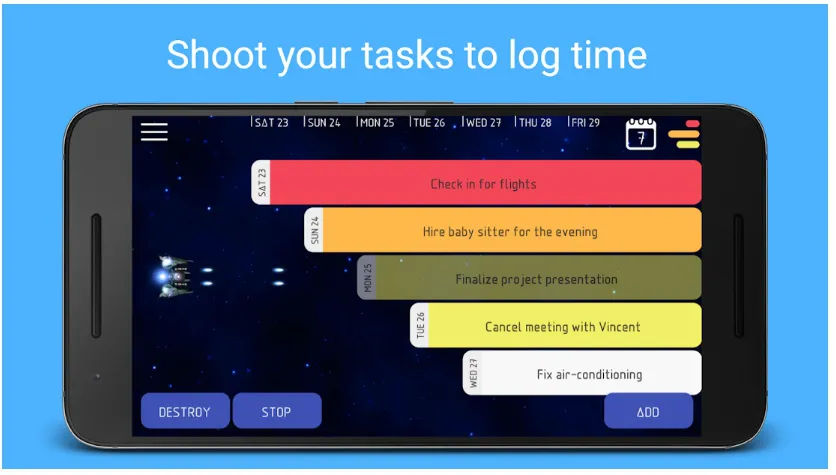 Shoot your tasks to log time
SAT 23 SUN 24 MON 25 TUE 26 WED 27 THU 28 FRI 29
7
SAT 23 Check in for flights
SUN 24 Hire baby sitter for the evening
MON 25 Finalize project presentation
TUE 26 Cancel meeting with Vincent
WED 27 Fix air-conditioning
DESTROY STOP ADD